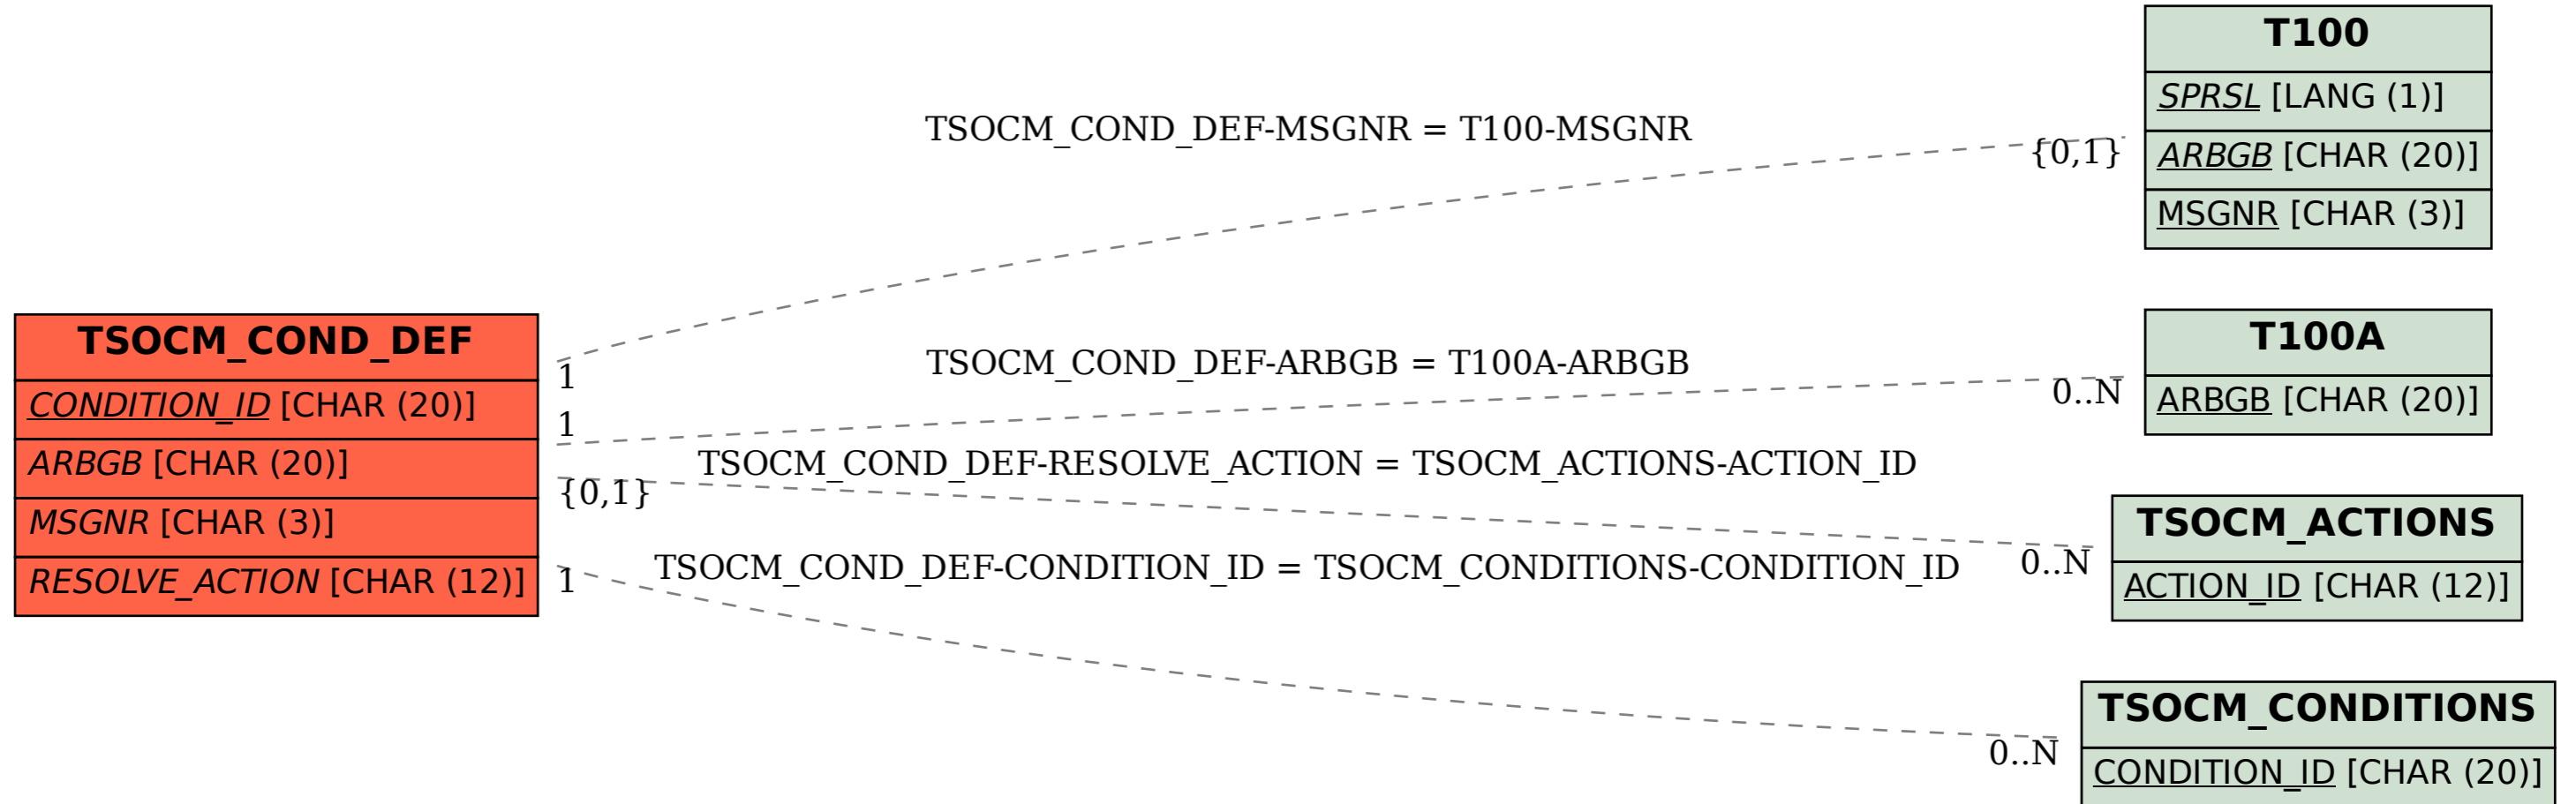 TSOCM_COND_DEF
CONDITION_ID [CHAR (20)]
ARBGB [CHAR (20)]
MSGNR [CHAR (3)]
RESOLVE_ACTION [CHAR (12)]
TSOCM_COND_DEF-MSGNR = T100-MSGNR
1
{0,1}
TSOCM_COND_DEF-ARBGB = T100A-ARBGB
1
0..N
TSOCM_COND_DEF-RESOLVE_ACTION = TSOCM_ACTIONS-ACTION_ID
{0,1}
0..N
TSOCM_COND_DEF-CONDITION_ID = TSOCM_CONDITIONS-CONDITION_ID
1
0..N
T100
SPRSL [LANG (1)]
ARBGB [CHAR (20)]
MSGNR [CHAR (3)]
T100A
ARBGB [CHAR (20)]
TSOCM_ACTIONS
ACTION_ID [CHAR (12)]
TSOCM_CONDITIONS
CONDITION_ID [CHAR (20)]